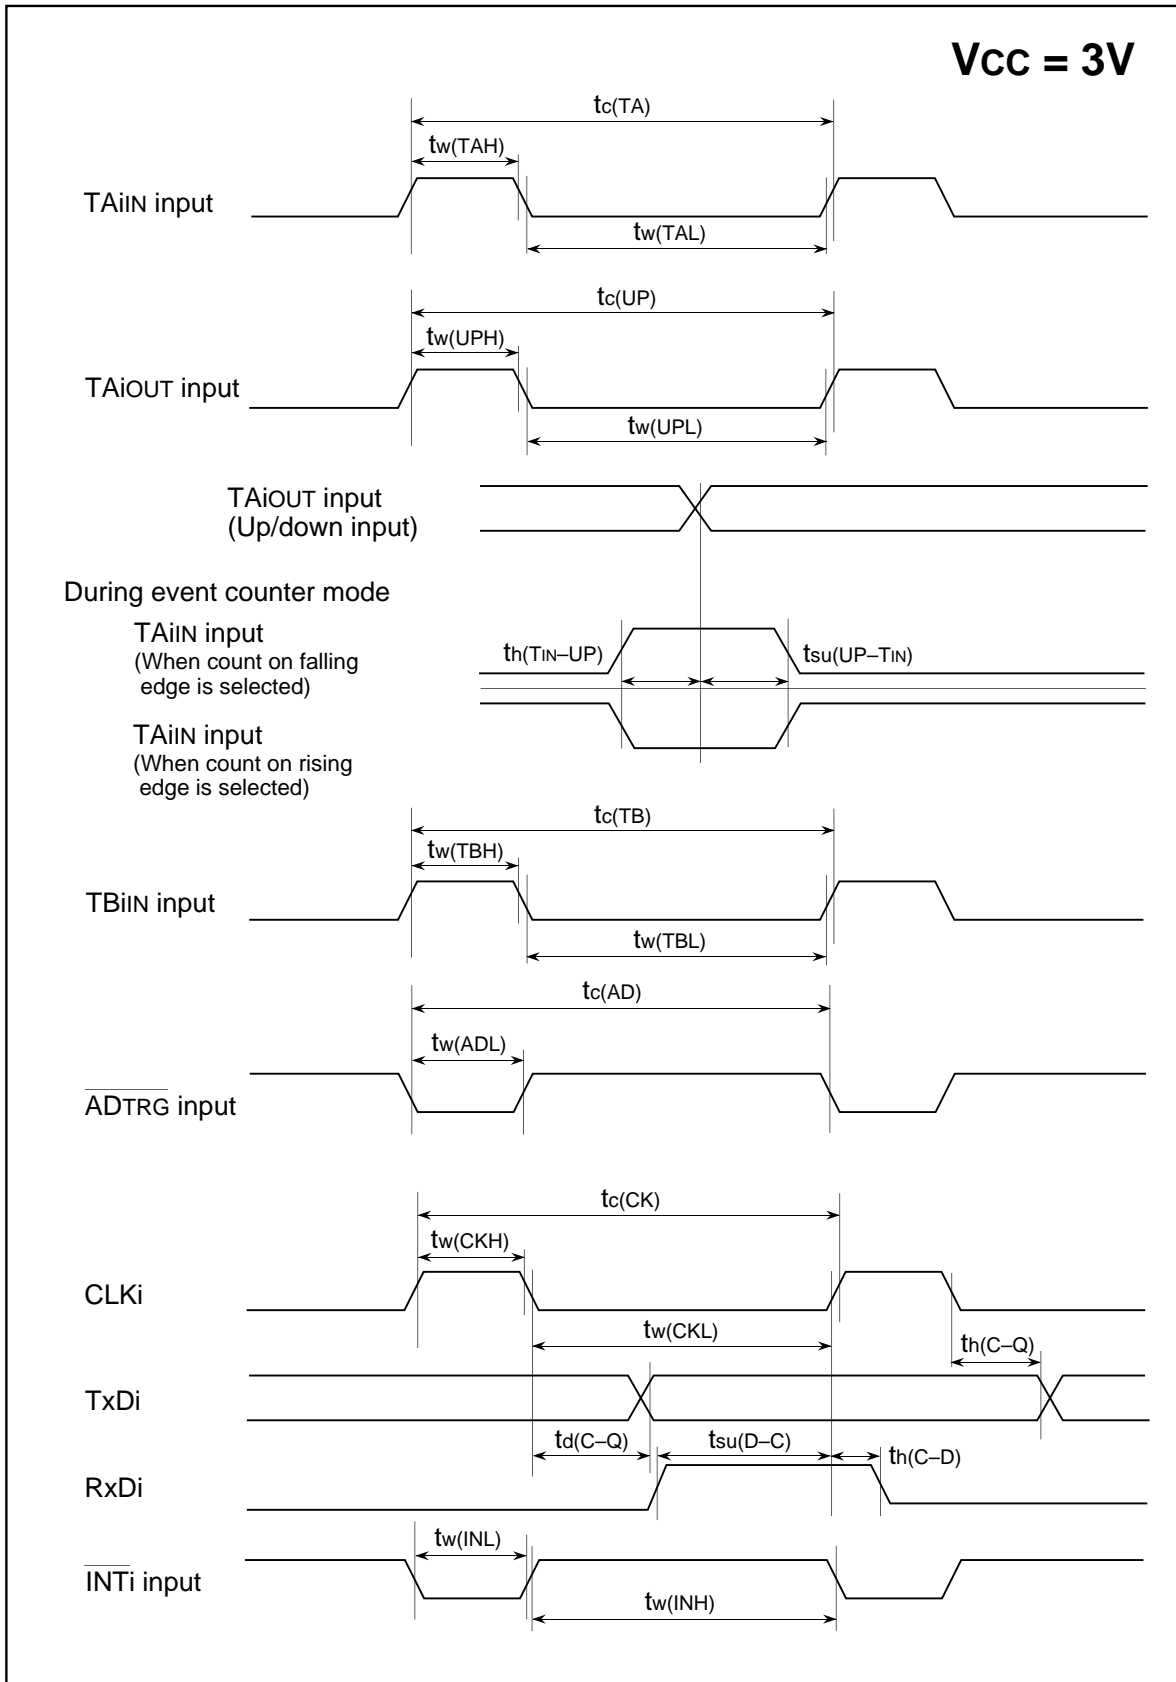 VCC = 3V
tc(TA)
tw(TAH)
TAiIN input
tw(TAL)
tc(UP)
tw(UPH)
TAiOUT input
tw(UPL)
TAiOUT input
(Up/down input)
During event counter mode
TAiIN input
(When count on falling
edge is selected)
th(TIN–UP)
tsu(UP–TIN)
TAiIN input
(When count on rising
edge is selected)
tc(TB)
tw(TBH)
TBiIN input
tw(TBL)
tc(AD)
tw(ADL)
ADTRG input
tc(CK)
tw(CKH)
CLKi
tw(CKL)
th(C–Q)
TxDi
td(C–Q)
tsu(D–C)
th(C–D)
RxDi
tw(INL)
INTi input
tw(INH)